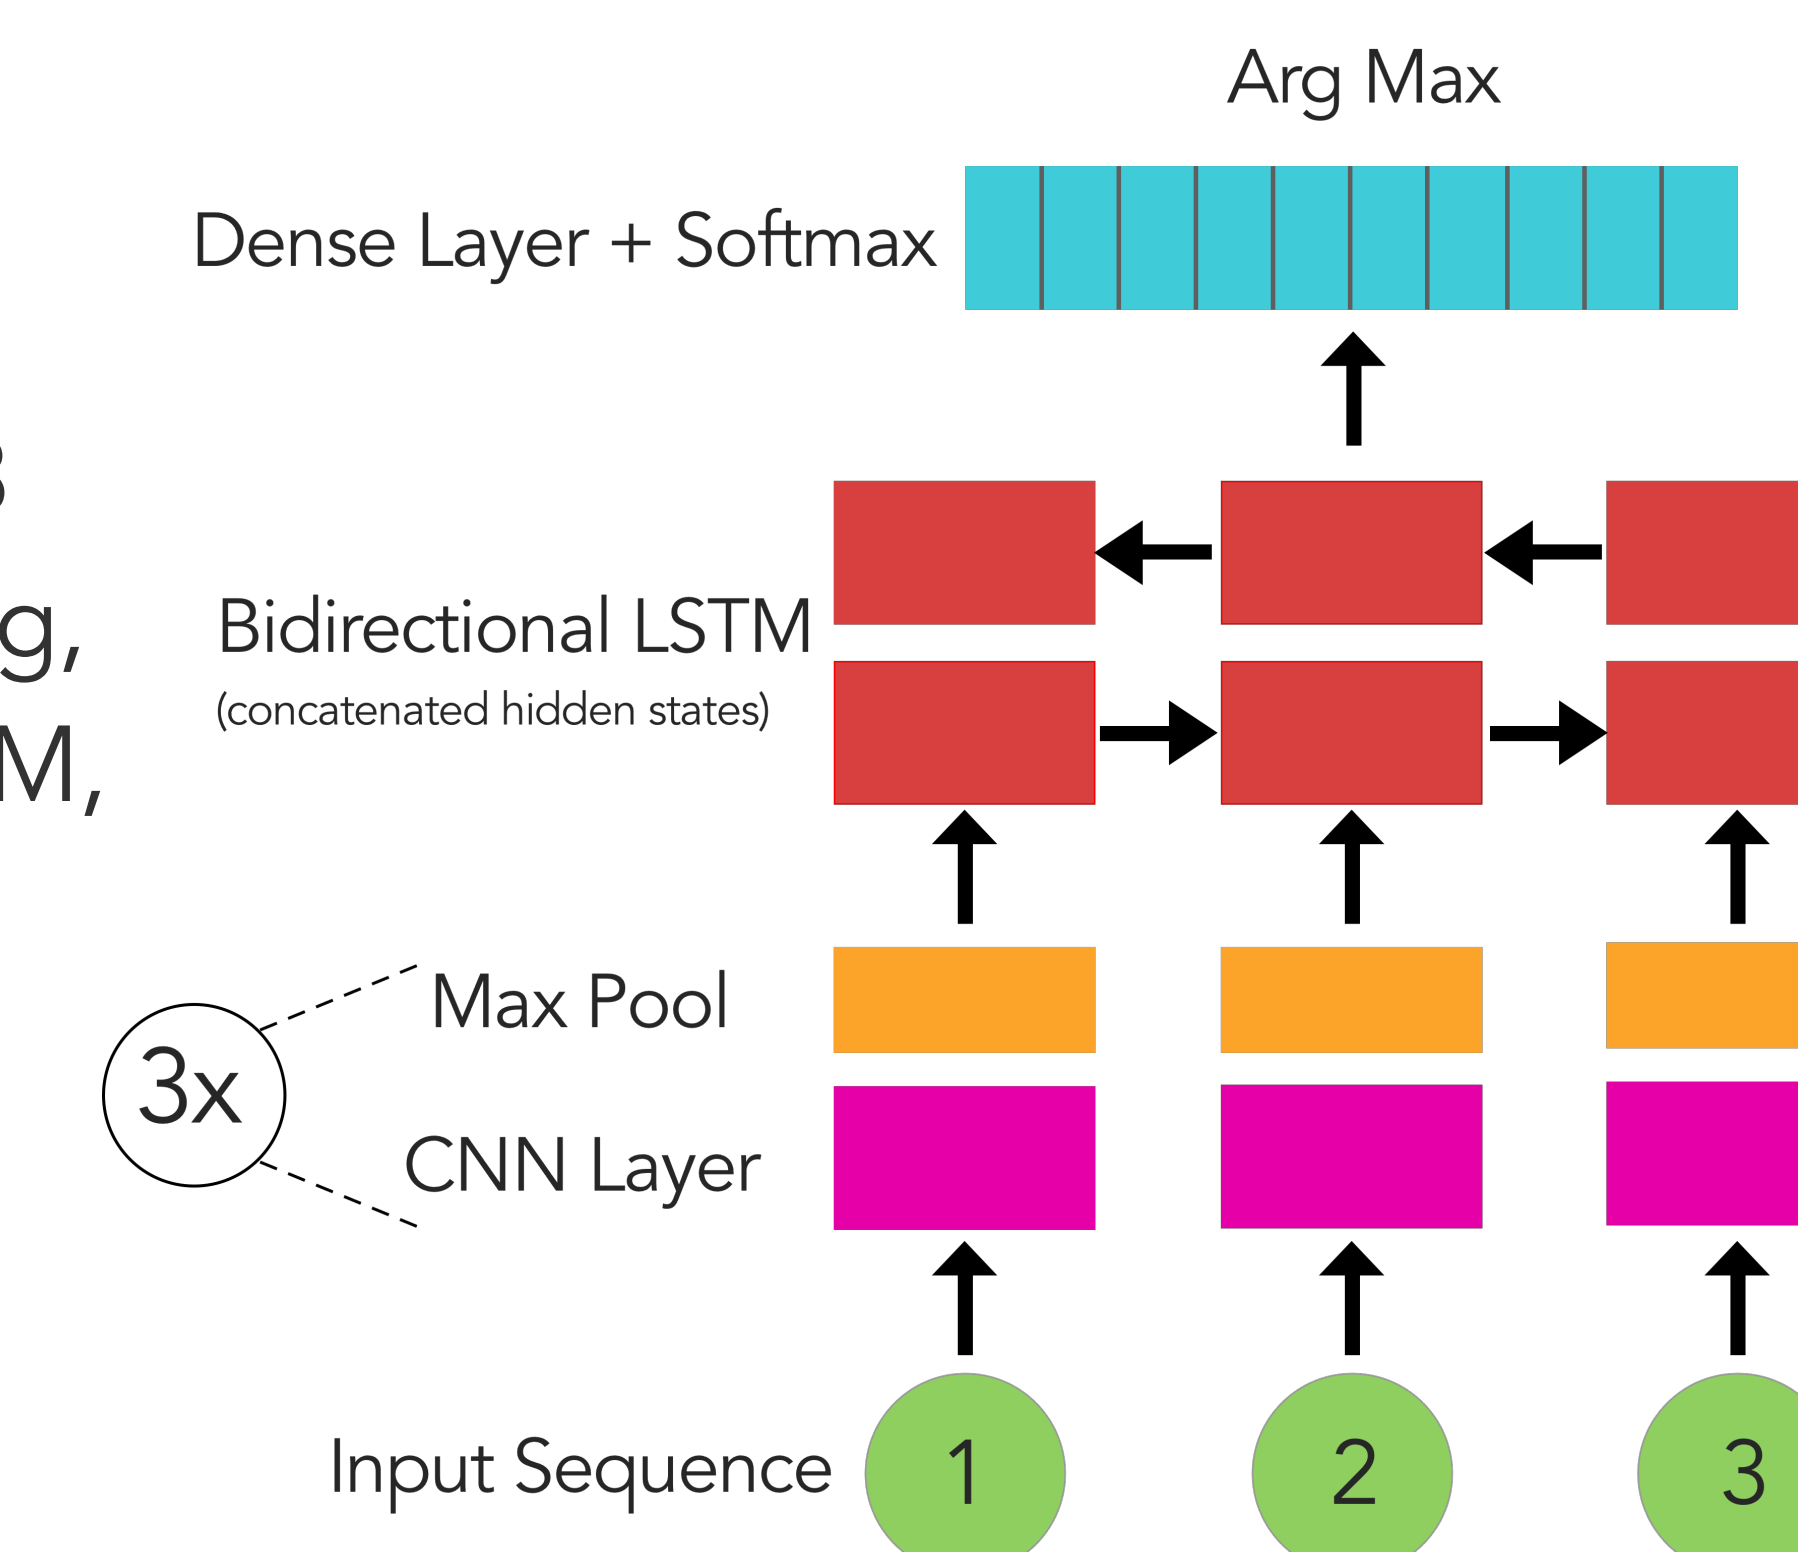 Arg Max
Dense Layer + Softmax
g,
Bidirectional LSTM
(concatenated hidden states)
M,
Max Pool
3x
CNN Layer
Input Sequence 1 2 3